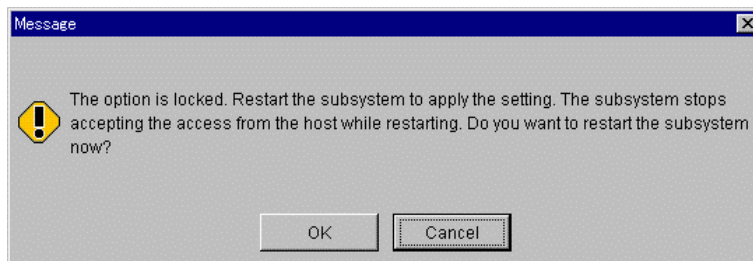 Message
The option is locked. Restart the subsystem to apply the setting. The subsystem stops
accepting the access from the host while restarting. Do you want to restart the subsystem
now?
OK
Cancel